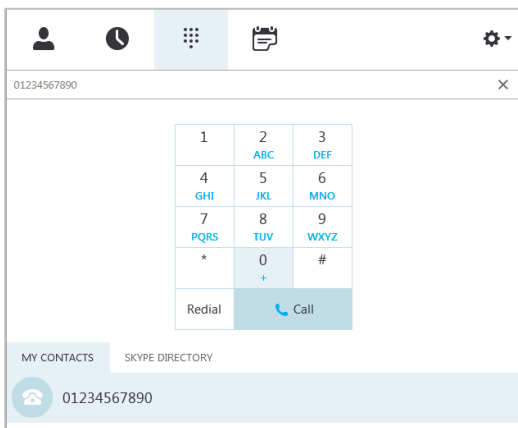 01234567890
1 2 3
ABC DEF
4 5 6
GHI JKL MNO
7 8 9
PQRS TUV WXYZ
* 0 #
+
Redial Call
MY CONTACTS SKYPE DIRECTORY
01234567890